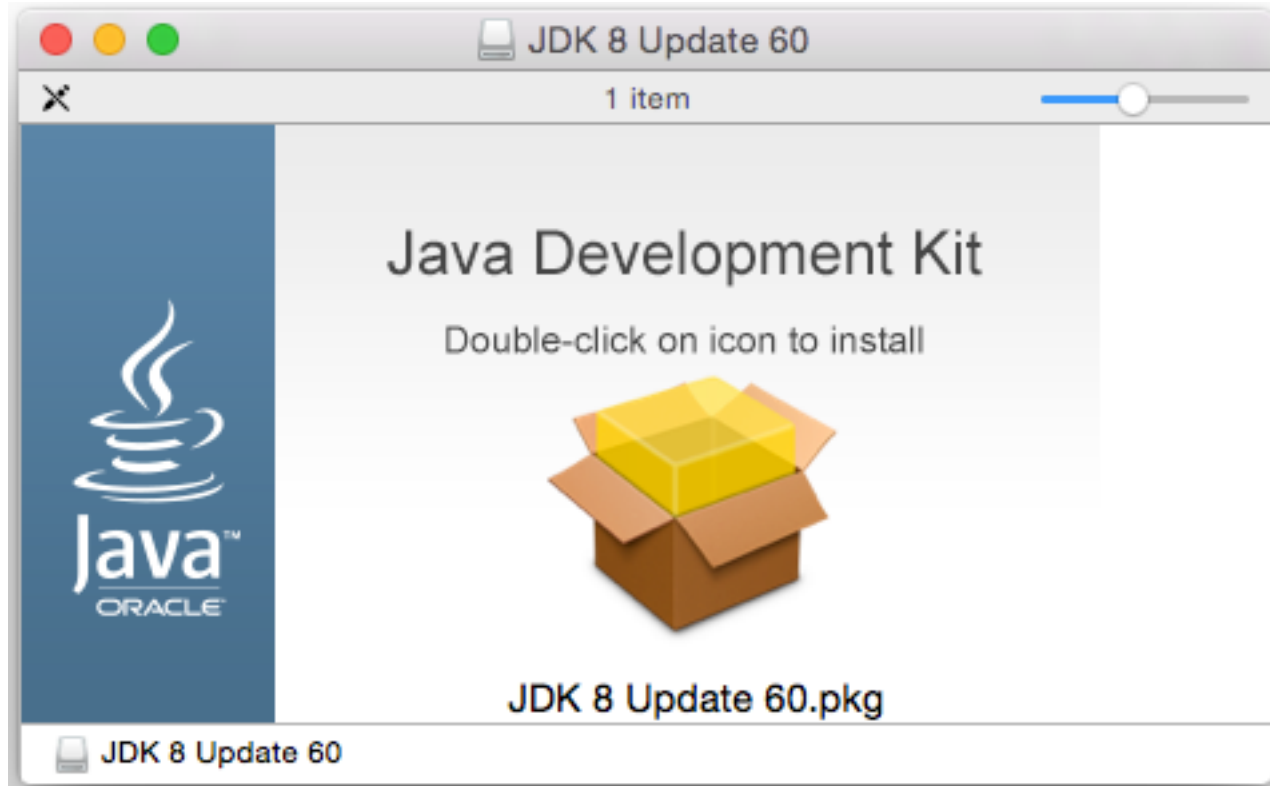 JDK 8 Update 60
1 item
Java Development Kit
Double-click on icon to install
Java™
ORACLE
JDK 8 Update 60.pkg
JDK 8 Update 60